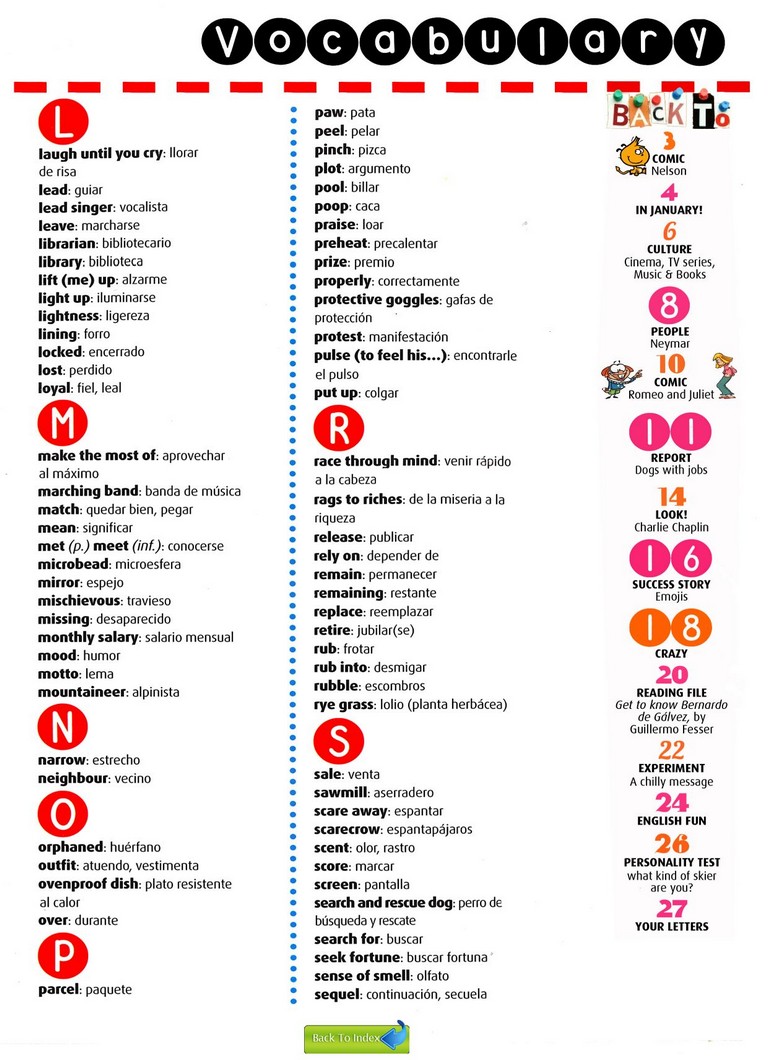 Vocabulary
L
laugh until you cry: llorar
de risa
lead: guiar
lead singer: vocalista
leave: marcharse
librarian: bibliotecario
library: biblioteca
lift (me) up: alzarme
light up: iluminarse
lightness: ligereza
lining: forro
locked: encerrado
lost: perdido
loyal: fiel, leal
M
make the most of: aprovechar
al máximo
marching band: banda de música
match: quedar bien, pegar
mean: significar
met (p.) meet (inf.): conocerse
microbead: microesfera
mirror: espejo
mischievous: travieso
missing: desaparecido
monthly salary: salario mensual
mood: humor
motto: lema
mountaineer: alpinista
N
narrow: estrecho
neighbour: vecino
O
orphaned: huérfano
outfit: atuendo, vestimenta
ovenproof dish: plato resistente
al calor
over: durante
P
parcel: paquete
paw: pata
peel: pelar
pinch: pizca
plot: argumento
pool: billar
poop: caca
praise: loar
preheat: precalentar
prize: premio
properly: correctamente
protective goggles: gafas de
protección
protest: manifestación
pulse (to feel his...): encontrarle
el pulso
put up: colgar
R
race through mind: venir rápido
a la cabeza
rags to riches: de la miseria a la
riqueza
release: publicar
rely on: depender de
remain: permanecer
remaining: restante
replace: reemplazar
retire: jubilar(se)
rub: frotar
rub into: desmigar
rubble: escombros
rye grass: lolio (planta herbácea)
S
sale: venta
sawmill: aserradero
scare away: espantar
scarecrow: espantapájaros
scent: olor, rastro
score: marcar
screen: pantalla
search and rescue dog: perro de
búsqueda y rescate
search for: buscar
seek fortune: buscar fortuna
sense of smell: olfato
sequel: continuación, secuela
BACK To
3
COMIC
Nelson
4
IN JANUARY!
6
CULTURE
Cinema, TV series,
Music & Books
8
PEOPLE
Neymar
10
COMIC
Romeo and Juliet
11
REPORT
Dogs with jobs
14
LOOK!
Charlie Chaplin
16
SUCCESS STORY
Emojis
18
CRAZY
20
READING FILE
Get to know Bernardo
de Gálvez, by
Guillermo Fesser
22
EXPERIMENT
A chilly message
24
ENGLISH FUN
26
PERSONALITY TEST
what kind of skier
are you?
27
YOUR LETTERS
Back To Index